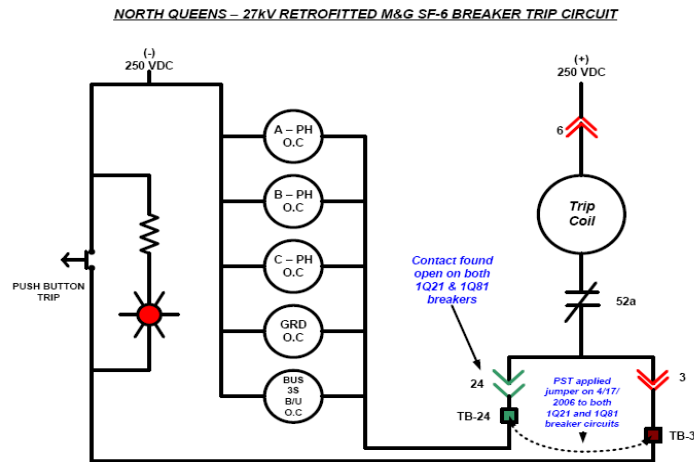 NORTH QUEENS – 27kV RETROFITTED M&G SF-6 BREAKER TRIP CIRCUIT
(-)
250 VDC
(+)
250 VDC
6
A – PH
O.C
B – PH
O.C
C – PH
O.C
GRD
O.C
BUS
3S
B/U
O.C
PUSH BUTTON
TRIP
Trip
Coil
Contact found
open on both
1Q21 & 1Q81
breakers
52a
24
3
PST applied
jumper on 4/17/
2006 to both
1Q21 and 1Q81
breaker circuits
TB-24
TB-3